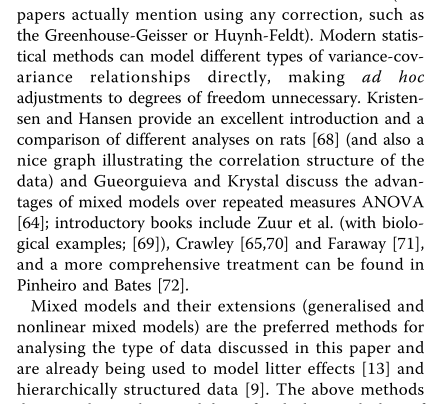 papers actually mention using any correction, such as
the Greenhouse-Geisser or Huynh-Feldt). Modern statis-
tical methods can model different types of variance-cov-
ariance relationships directly, making ad hoc
adjustments to degrees of freedom unnecessary. Kristen-
sen and Hansen provide an excellent introduction and a
comparison of different analyses on rats [68] (and also a
nice graph illustrating the correlation structure of the
data) and Gueorguieva and Krystal discuss the advan-
tages of mixed models over repeated measures ANOVA
[64]; introductory books include Zuur et al. (with biolo-
gical examples; [69]), Crawley [65,70] and Faraway [71],
and a more comprehensive treatment can be found in
Pinheiro and Bates [72].
Mixed models and their extensions (generalised and
nonlinear mixed models) are the preferred methods for
analysing the type of data discussed in this paper and
are already being used to model litter effects [13] and
hierarchically structured data [9]. The above methods